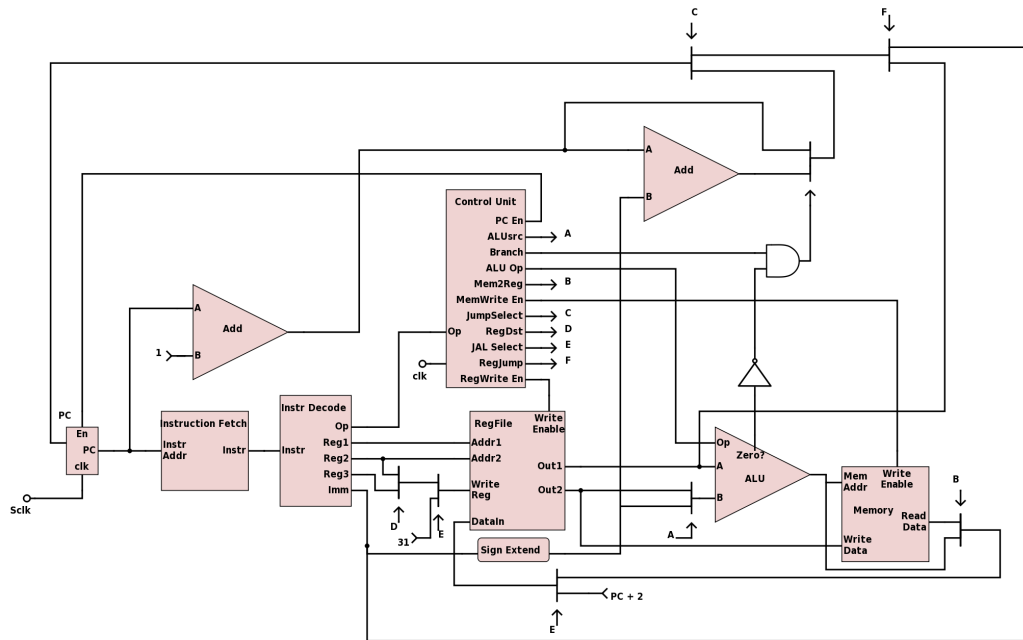 C
F
A
Add
B
Control Unit
PC En
ALUsrc
A
Branch
ALU Op
Mem2Reg
B
MemWrite En
JumpSelect
C
Op
RegDst
D
JAL Select
E
RegJump
F
clk
RegWrite En
A
Add
1
B
PC
En
PC
clk
Sclk
Instruction Fetch
Instr
Addr
Instr
Instr Decode
Op
Reg1
Instr
Reg2
Reg3
Imm
D
31
E
RegFile
Write
Enable
Addr1
Addr2
Out1
Write
Reg
Out2
DataIn
Sign Extend
Op
Zero?
A
ALU
B
A
Mem
Addr
Write
Enable
Memory
Read
Data
Write
Data
B
PC + 2
E